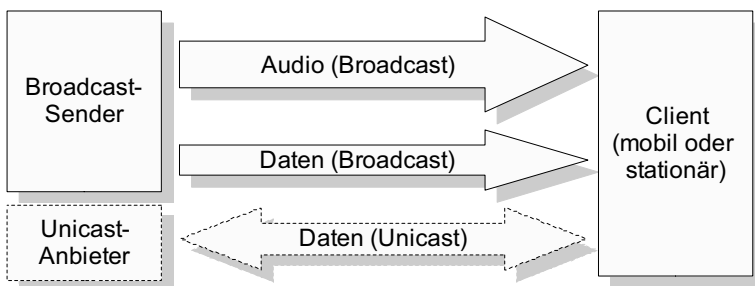 Broadcast-
Sender
Audio (Broadcast)
Daten (Broadcast)
Client
(mobil oder
stationär)
Unicast-
Anbieter
Daten (Unicast)